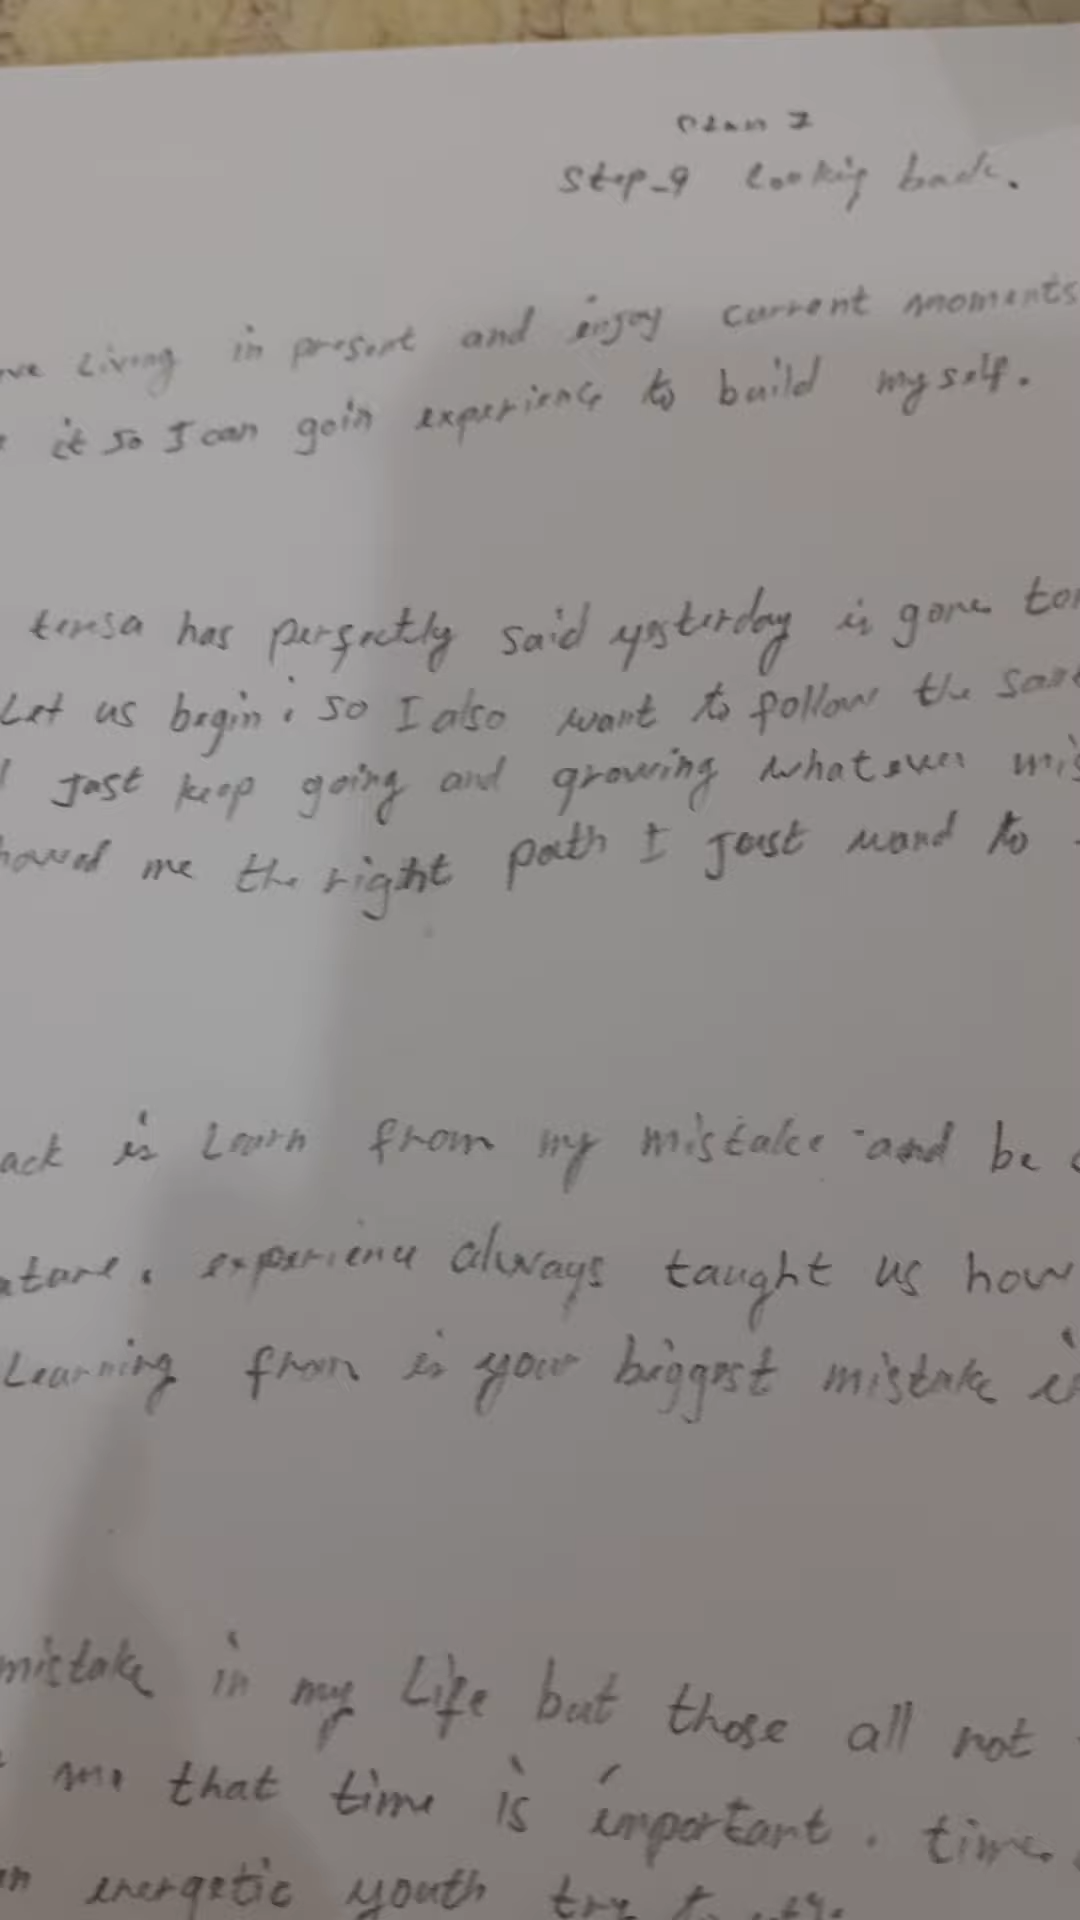 Step-9 Looking back.
Living in present and enjoy current moments
it so I can goin experience to build myself.
teresa has perfectly said yesterday is gone
Let us begin. so I also want to follow the
Just keep going and growing whatever
me the right path I Just wand to
is Learn from my mistake and be
experience always taught us how
Learning from is your biggest mistake
mistake in my Life but those all not
me that time is important. time
energetic youth try